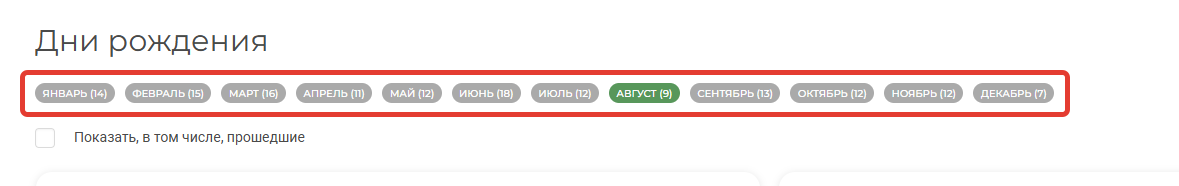 Дни рождения
ЯНВАРЬ (14) ФЕВРАЛЬ (15) МАРТ (16) АПРЕЛЬ (11) МАЙ (12) ИЮНЬ (18) ИЮЛЬ (12) АВГУСТ (9) СЕНТЯБРЬ (13) ОКТЯБРЬ (12) НОЯБРЬ (12) ДЕКАБРЬ (7)
Показать, в том числе, прошедшие